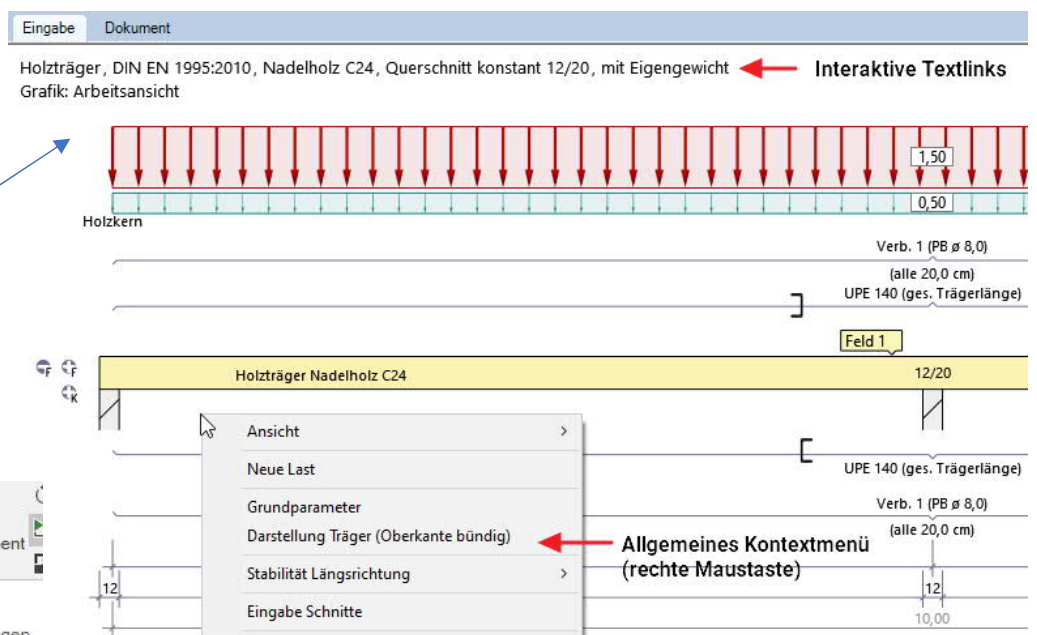 Eingabe Dokument
Holzträger, DIN EN 1995:2010, Nadelholz C24, Querschnitt konstant 12/20, mit Eigengewicht
Interaktive Textlinks
Grafik: Arbeitsansicht
1,50
0,50
Holzkern
Verb. 1 (PB ø 8,0)
(alle 20,0 cm)
UPE 140 (ges. Trägerlänge)
Feld 1
F F
Holzträger Nadelholz C24 12/20
K
Ansicht
Neue Last
UPE 140 (ges. Trägerlänge)
Grundparameter
Verb. 1 (PB ø 8,0)
Darstellung Träger (Oberkante bündig)
(alle 20,0 cm)
Allgemeines Kontextmenü
(rechte Maustaste)
ent
Stabilität Längsrichtung
12 12
Eingabe Schnitte
10,00